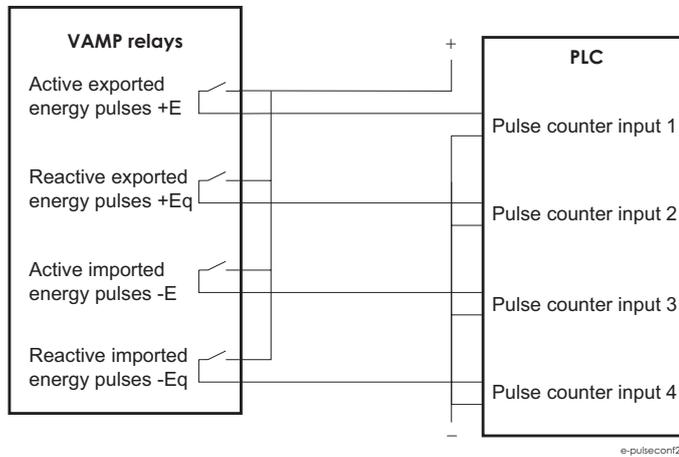 VAMP relays
Active exported
energy pulses +E
Reactive exported
energy pulses +Eq
Active imported
energy pulses -E
Reactive imported
energy pulses -Eq
+
−
PLC
Pulse counter input 1
Pulse counter input 2
Pulse counter input 3
Pulse counter input 4
e-pulseconf2